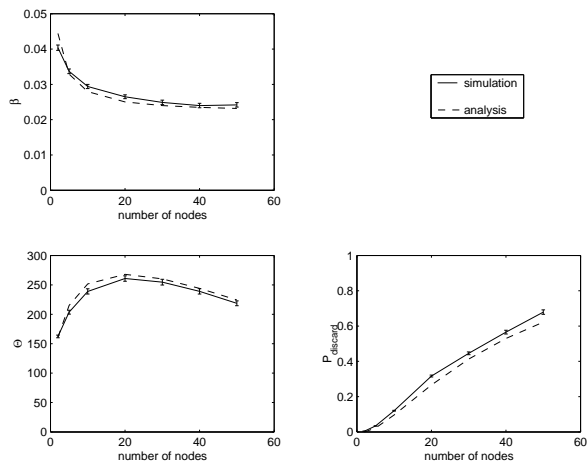 0.05
0.04
0.03
0.02
0.01
0
β
0 20 40 60
number of nodes
simulation
analysis
300
250
200
150
100
50
0
Θ
0 20 40 60
number of nodes
1
0.8
0.6
0.4
0.2
0
P_discard
0 20 40 60
number of nodes